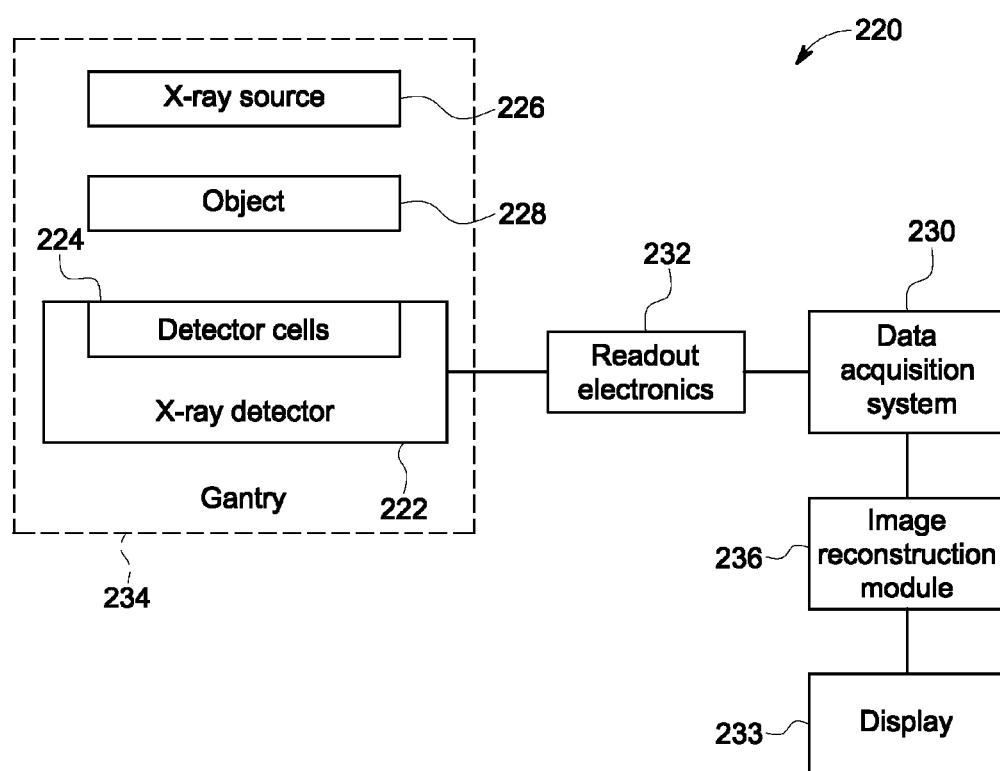 220
X-ray source
226
Object
228
224
Detector cells
X-ray detector
222
Gantry
234
232
Readout
electronics
230
Data
acquisition
system
236
Image
reconstruction
module
233
Display